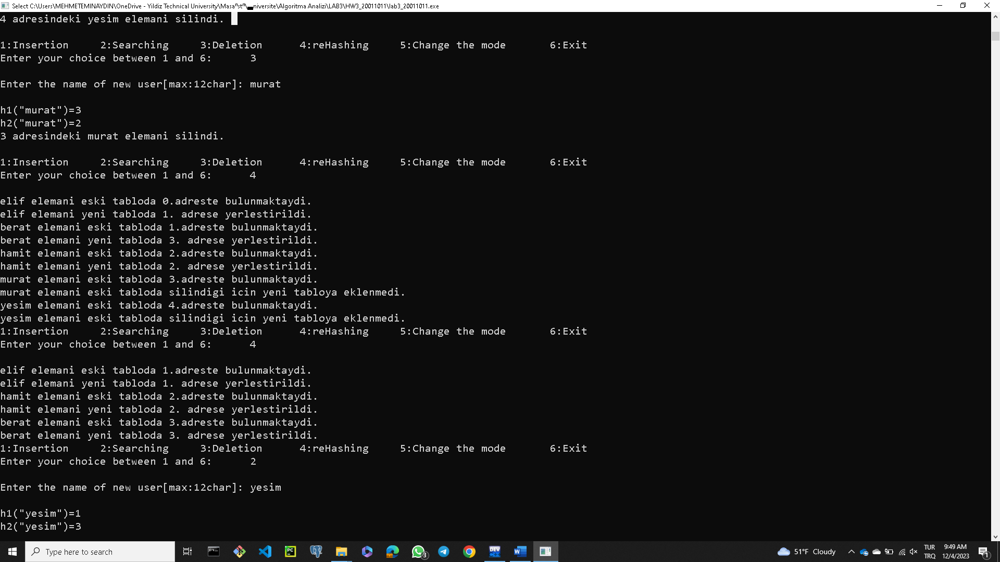 Select C:\Users\MEHMETEMINAYDIN\OneDrive - Yildiz Technical University\Masaⁿstⁿ\▄niversite\Algoritma Analizi\LAB3\HW3_20011011\lab3_20011011.exe
4 adresindeki yesim elemani silindi.
1:Insertion 2:Searching 3:Deletion 4:reHashing 5:Change the mode 6:Exit
Enter your choice between 1 and 6: 3
Enter the name of new user[max:12char]: murat
h1("murat")=3
h2("murat")=2
3 adresindeki murat elemani silindi.
1:Insertion 2:Searching 3:Deletion 4:reHashing 5:Change the mode 6:Exit
Enter your choice between 1 and 6: 4
elif elemani eski tabloda 0.adreste bulunmaktaydi.
elif elemani yeni tabloda 1. adrese yerlestirildi.
berat elemani eski tabloda 1.adreste bulunmaktaydi.
berat elemani yeni tabloda 3. adrese yerlestirildi.
hamit elemani eski tabloda 2.adreste bulunmaktaydi.
hamit elemani yeni tabloda 2. adrese yerlestirildi.
murat elemani eski tabloda 3.adreste bulunmaktaydi.
murat elemani eski tabloda silindigi icin yeni tabloya eklenmedi.
yesim elemani eski tabloda 4.adreste bulunmaktaydi.
yesim elemani eski tabloda silindigi icin yeni tabloya eklenmedi.
1:Insertion 2:Searching 3:Deletion 4:reHashing 5:Change the mode 6:Exit
Enter your choice between 1 and 6: 4
elif elemani eski tabloda 1.adreste bulunmaktaydi.
elif elemani yeni tabloda 1. adrese yerlestirildi.
hamit elemani eski tabloda 2.adreste bulunmaktaydi.
hamit elemani yeni tabloda 2. adrese yerlestirildi.
berat elemani eski tabloda 3.adreste bulunmaktaydi.
berat elemani yeni tabloda 3. adrese yerlestirildi.
1:Insertion 2:Searching 3:Deletion 4:reHashing 5:Change the mode 6:Exit
Enter your choice between 1 and 6: 2
Enter the name of new user[max:12char]: yesim
h1("yesim")=1
h2("yesim")=3
Type here to search
PC
3
DEV
W
51°F Cloudy
TUR
TRQ
9:49 AM
12/4/2023
1